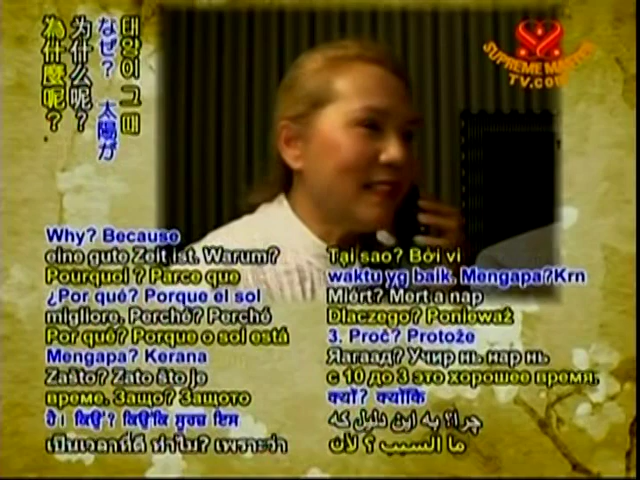 SUPREME MASTER
TV.com
태양이 그때
なぜ? 太陽が
为什么呢?
為什麼呢?
Why? Because
eine gute Zeit ist. Warum?
Pourquoi ? Parce que
¿Por qué? Porque el sol
migliore. Perché? Perché
Por quê? Porque o sol está
Mengapa? Kerana
Zašto? Zato što je
време. Защо? Защото
ਹੈ। ਕਿਉਂ? ਕਿਉਂਕਿ ਸੂਰਜ ਇਸ
เป็นเวลาที่ดี ทำไม? เพราะว่า
Tại sao? Bởi vì
waktu yg baik. Mengapa?Krn
Miért? Mert a nap
Dlaczego? Ponieważ
3. Proč? Protože
Яагаад? Учир нь нар нь
с 10 до 3 это хорошее время.
क्यों? क्योंकि
چرا؟ به این دلیل که
ما السبب ؟ لأن